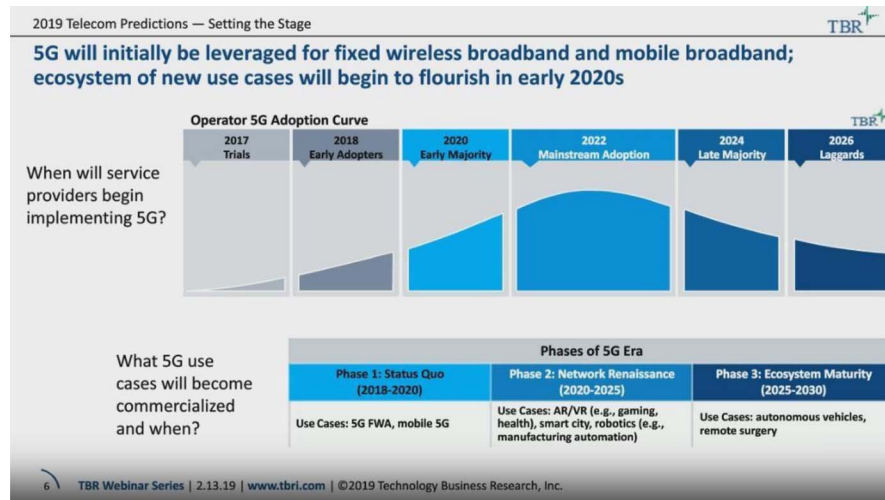 2019 Telecom Predictions — Setting the Stage
TBR
5G will initially be leveraged for fixed wireless broadband and mobile broadband;
ecosystem of new use cases will begin to flourish in early 2020s
Operator 5G Adoption Curve
TBR
2017
Trials
2018
Early Adopters
2020
Early Majority
2022
Mainstream Adoption
2024
Late Majority
2026
Laggards
When will service
providers begin
implementing 5G?
What 5G use
cases will become
commercialized
and when?
Phases of 5G Era
Phase 1: Status Quo
(2018-2020)
Phase 2: Network Renaissance
(2020-2025)
Phase 3: Ecosystem Maturity
(2025-2030)
Use Cases: 5G FWA, mobile 5G
Use Cases: AR/VR (e.g., gaming,
health), smart city, robotics (e.g.,
manufacturing automation)
Use Cases: autonomous vehicles,
remote surgery
6 TBR Webinar Series | 2.13.19 | www.tbri.com | ©2019 Technology Business Research, Inc.